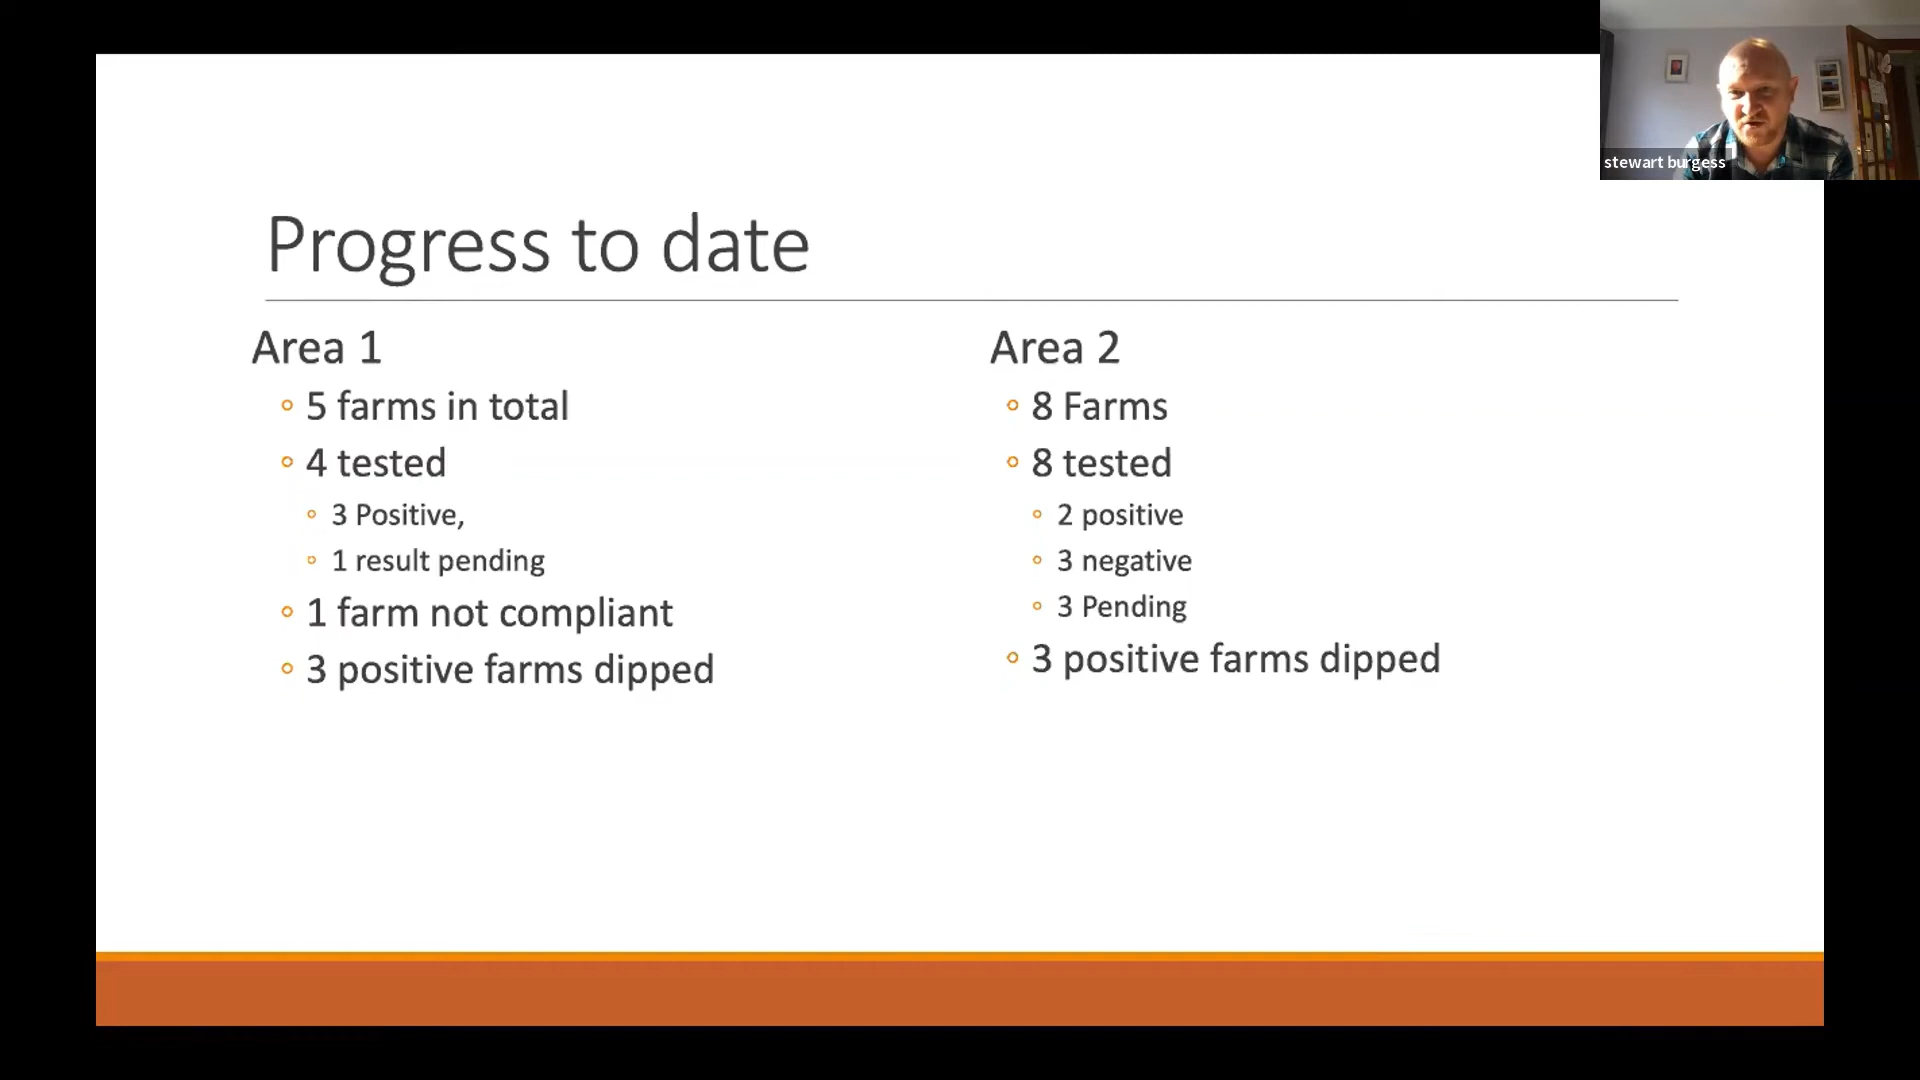 stewart burgess
Progress to date
Area 1
5 farms in total
4 tested
3 Positive,
1 result pending
1 farm not compliant
3 positive farms dipped
Area 2
8 Farms
8 tested
2 positive
3 negative
3 Pending
3 positive farms dipped